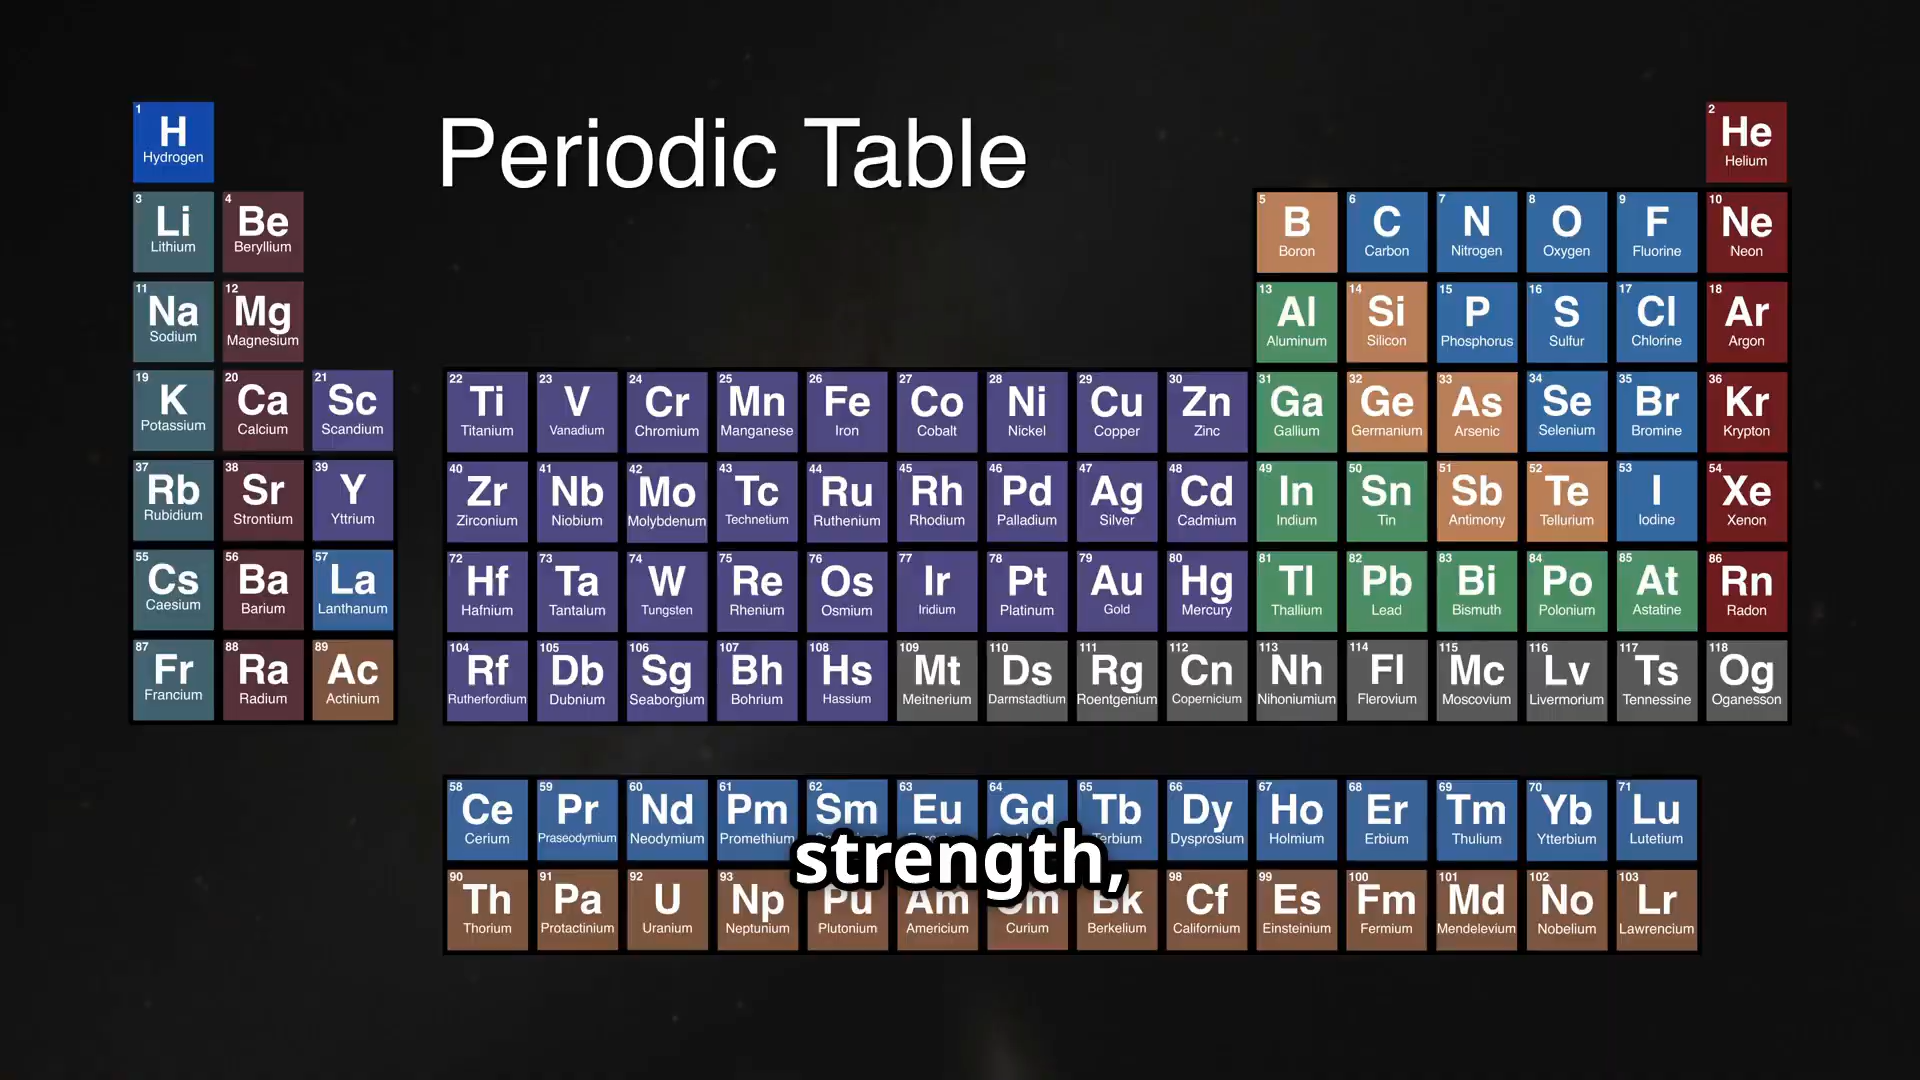 Periodic Table
1 H Hydrogen 2 He Helium
3 Li Lithium 4 Be Beryllium 5 B Boron 6 C Carbon 7 N Nitrogen 8 O Oxygen 9 F Fluorine 10 Ne Neon
11 Na Sodium 12 Mg Magnesium 13 Al Aluminum 14 Si Silicon 15 P Phosphorus 16 S Sulfur 17 Cl Chlorine 18 Ar Argon
19 K Potassium 20 Ca Calcium 21 Sc Scandium 22 Ti Titanium 23 V Vanadium 24 Cr Chromium 25 Mn Manganese 26 Fe Iron 27 Co Cobalt 28 Ni Nickel 29 Cu Copper 30 Zn Zinc 31 Ga Gallium 32 Ge Germanium 33 As Arsenic 34 Se Selenium 35 Br Bromine 36 Kr Krypton
37 Rb Rubidium 38 Sr Strontium 39 Y Yttrium 40 Zr Zirconium 41 Nb Niobium 42 Mo Molybdenum 43 Tc Technetium 44 Ru Ruthenium 45 Rh Rhodium 46 Pd Palladium 47 Ag Silver 48 Cd Cadmium 49 In Indium 50 Sn Tin 51 Sb Antimony 52 Te Tellurium 53 I Iodine 54 Xe Xenon
55 Cs Caesium 56 Ba Barium 57 La Lanthanum 72 Hf Hafnium 73 Ta Tantalum 74 W Tungsten 75 Re Rhenium 76 Os Osmium 77 Ir Iridium 78 Pt Platinum 79 Au Gold 80 Hg Mercury 81 Tl Thallium 82 Pb Lead 83 Bi Bismuth 84 Po Polonium 85 At Astatine 86 Rn Radon
87 Fr Francium 88 Ra Radium 89 Ac Actinium 104 Rf Rutherfordium 105 Db Dubnium 106 Sg Seaborgium 107 Bh Bohrium 108 Hs Hassium 109 Mt Meitnerium 110 Ds Darmstadtium 111 Rg Roentgenium 112 Cn Copernicium 113 Nh Nihoniumium 114 Fl Flerovium 115 Mc Moscovium 116 Lv Livermorium 117 Ts Tennessine 118 Og Oganesson
58 Ce Cerium 59 Pr Praseodymium 60 Nd Neodymium 61 Pm Promethium 62 Sm 63 Eu 64 Gd 65 Tb Terbium 66 Dy Dysprosium 67 Ho Holmium 68 Er Erbium 69 Tm Thulium 70 Yb Ytterbium 71 Lu Lutetium
strength,
90 Th Thorium 91 Pa Protactinium 92 U Uranium 93 Np Neptunium Pu Plutonium Am Americium Cm Curium Bk Berkelium 98 Cf Californium 99 Es Einsteinium 100 Fm Fermium 101 Md Mendelevium 102 No Nobelium 103 Lr Lawrencium